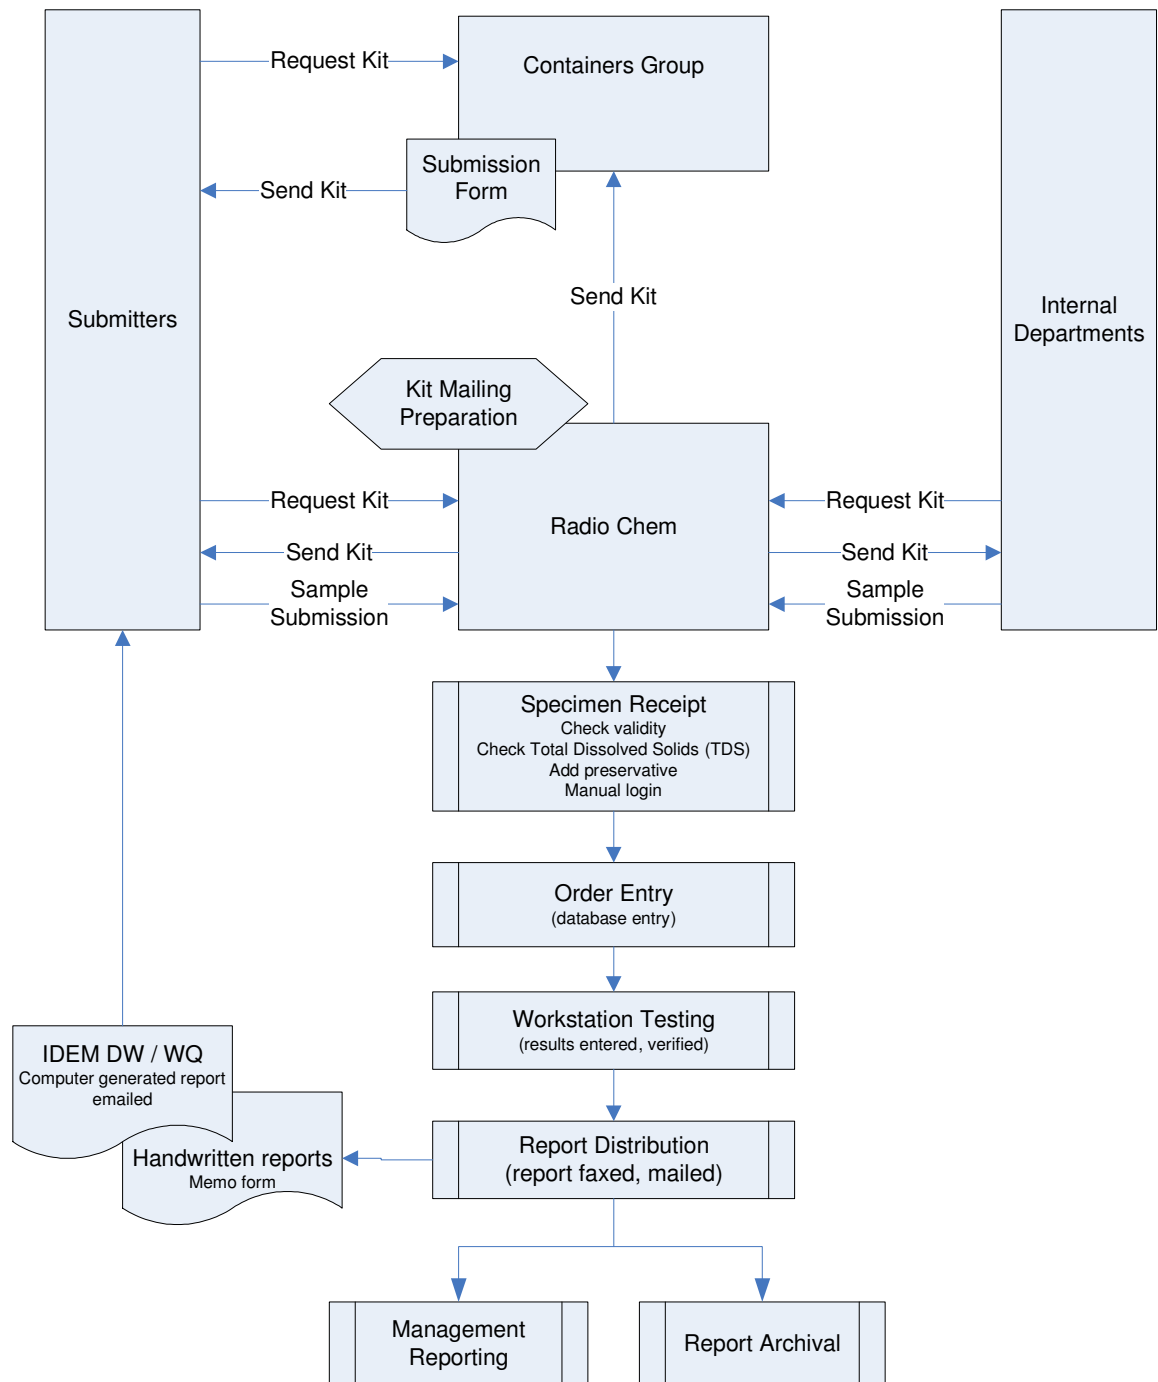 Request Kit
Containers Group
Submission
Form
Send Kit
Send Kit
Submitters
Internal
Departments
Kit Mailing
Preparation
Request Kit
Radio Chem
Request Kit
Send Kit
Send Kit
Sample
Submission
Sample
Submission
Specimen Receipt
Check validity
Check Total Dissolved Solids (TDS)
Add preservative
Manual login
Order Entry
(database entry)
Workstation Testing
(results entered, verified)
IDEM DW / WQ
Computer generated report
emailed
Handwritten reports
Memo form
Report Distribution
(report faxed, mailed)
Management
Reporting
Report Archival